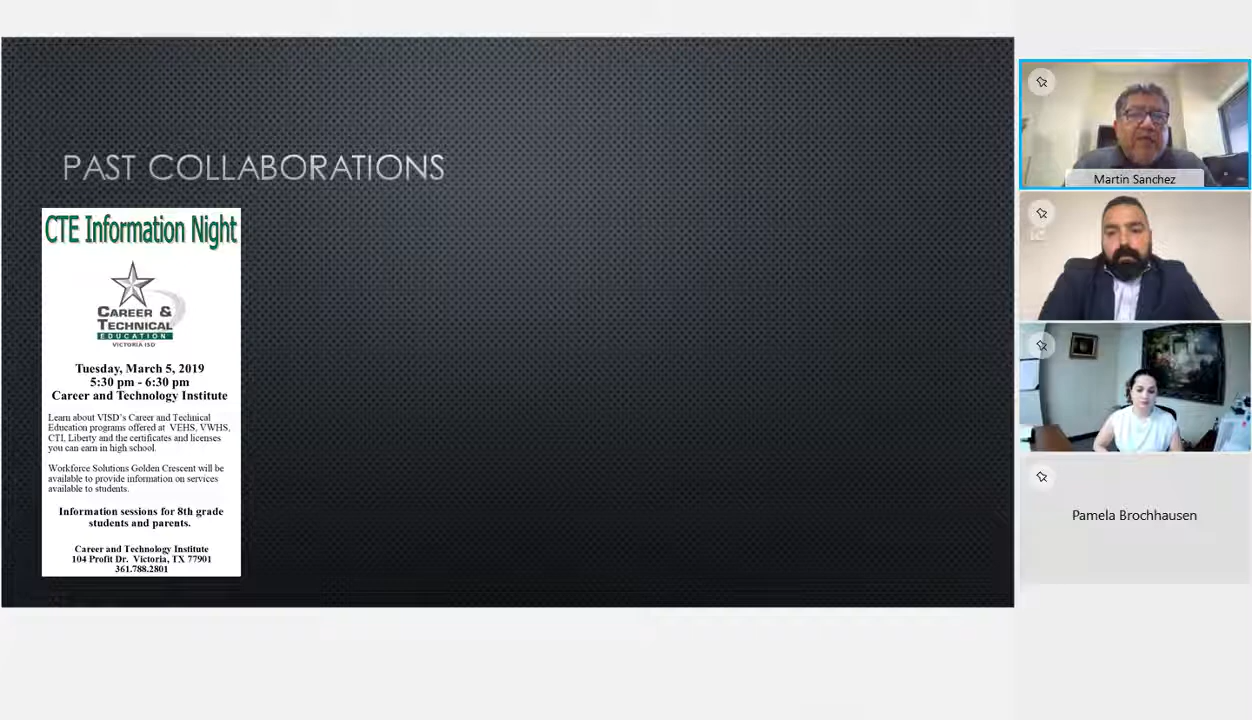 PAST COLLABORATIONS
CTE Information Night
CAREER &
TECHNICAL
EDUCATION
VICTORIA ISD
Tuesday, March 5, 2019
5:30 pm - 6:30 pm
Career and Technology Institute
Learn about VISD's Career and Technical
Education programs offered at VEHS, VWHS,
CTI, Liberty and the certificates and licenses
you can earn in high school.
Workforce Solutions Golden Crescent will be
available to provide information on services
available to students.
Information sessions for 8th grade
students and parents.
Career and Technology Institute
104 Profit Dr. Victoria, TX 77901
361.788.2801
Martin Sanchez
Pamela Brochhausen